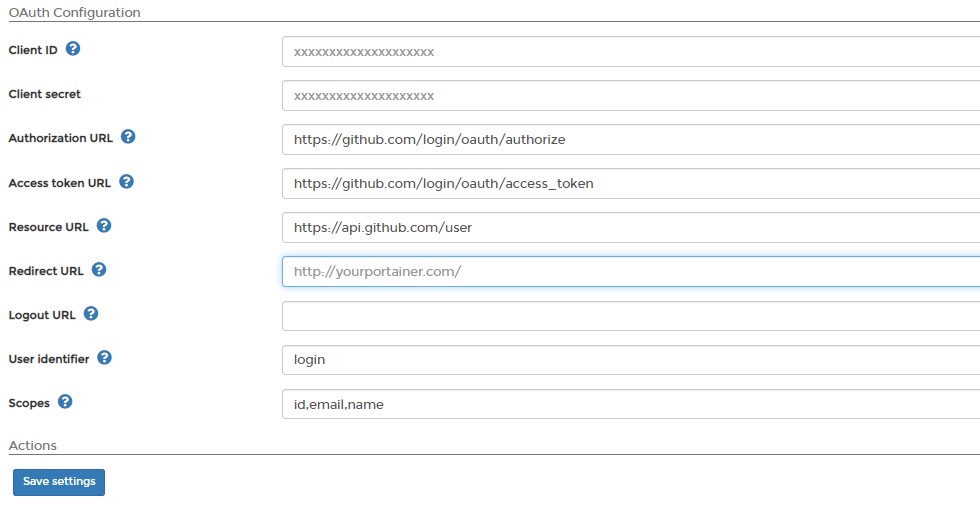 OAuth Configuration
Client ID ? xxxxxxxxxxxxxxxxxxxx
Client secret xxxxxxxxxxxxxxxxxxxx
Authorization URL ? https://github.com/login/oauth/authorize
Access token URL ? https://github.com/login/oauth/access_token
Resource URL ? https://api.github.com/user
Redirect URL ? http://yourportainer.com/
Logout URL ?
User identifier ? login
Scopes ? id,email,name
Actions
Save settings